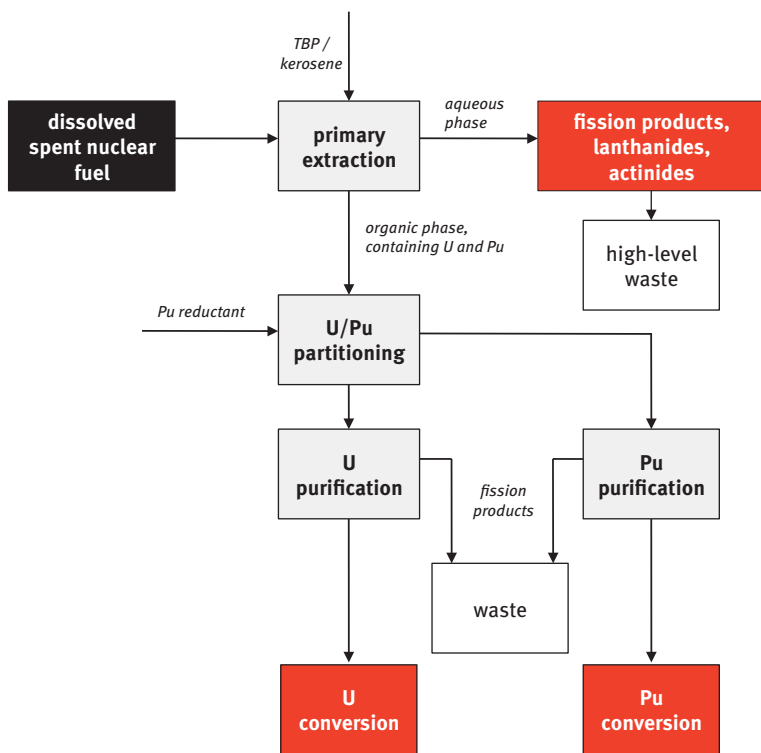 TBP /
kerosene
dissolved
spent nuclear
fuel
primary
extraction
aqueous
phase
fission products,
lanthanides,
actinides
organic phase,
containing U and Pu
high-level
waste
Pu reductant
U/Pu
partitioning
U
purification
fission
products
Pu
purification
waste
U
conversion
Pu
conversion